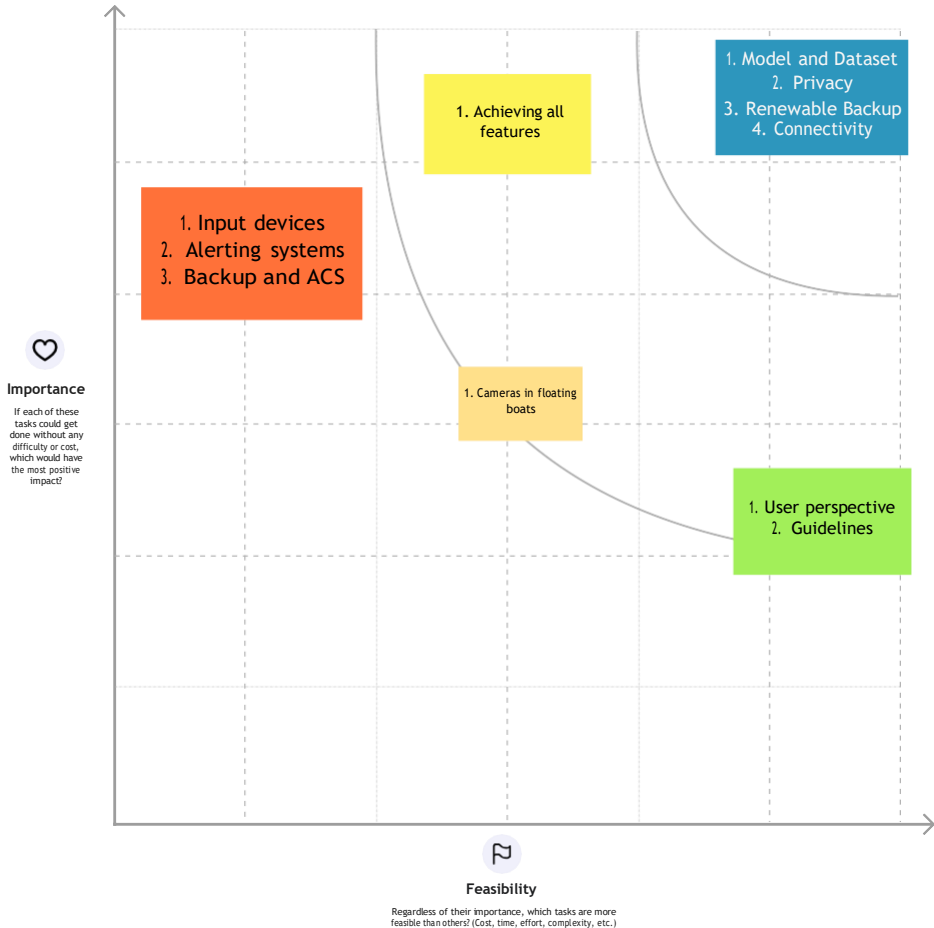 1. Model and Dataset
2. Privacy
3. Renewable Backup
4. Connectivity
1. Achieving all
features
1. Input devices
2. Alerting systems
3. Backup and ACS
1. Cameras in floating
boats
Importance
If each of these
tasks could get
done without any
difficulty or cost,
which would have
the most positive
impact?
1. User perspective
2. Guidelines
Feasibility
Regardless of their importance, which tasks are more
feasible than others? (Cost, time, effort, complexity, etc.)